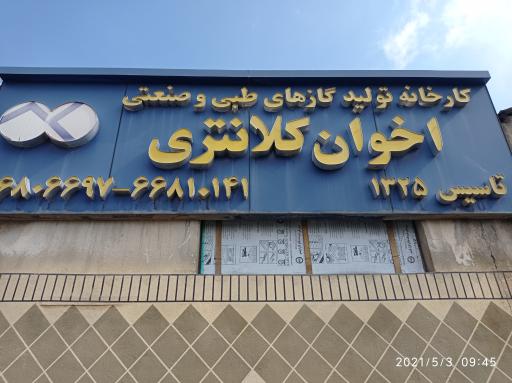 کارخانه تولید گازهای طبی و صنعتی
اخوان کلانتری
تاسیس ۱۳۲۵
۶۶۸۰۶۶۹۷-۶۶۸۱۰۱۴۱
2021/5/3 09:45